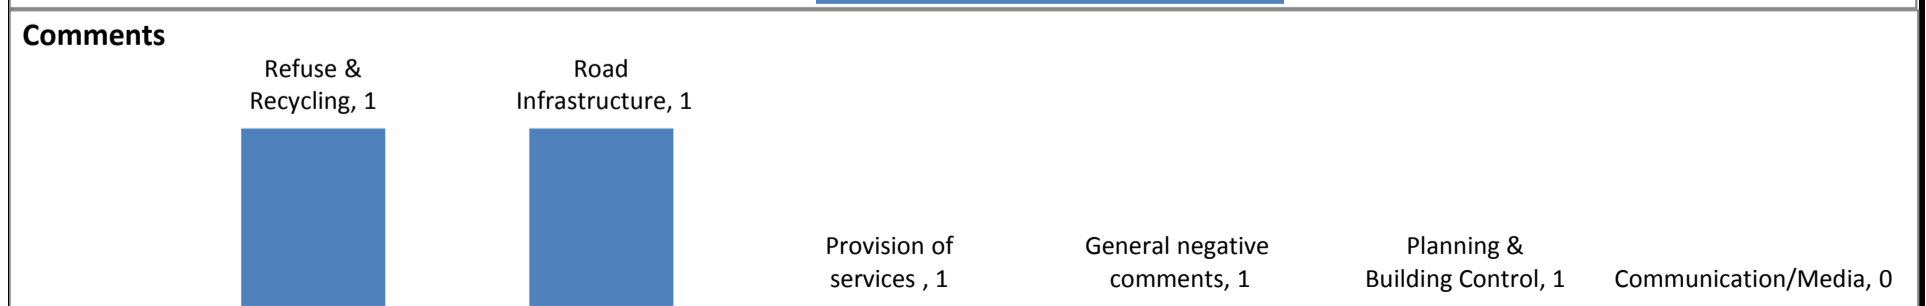 Comments
Refuse &
Recycling, 1
Road
Infrastructure, 1
Provision of
services , 1
General negative
comments, 1
Planning &
Building Control, 1
Communication/Media, 0